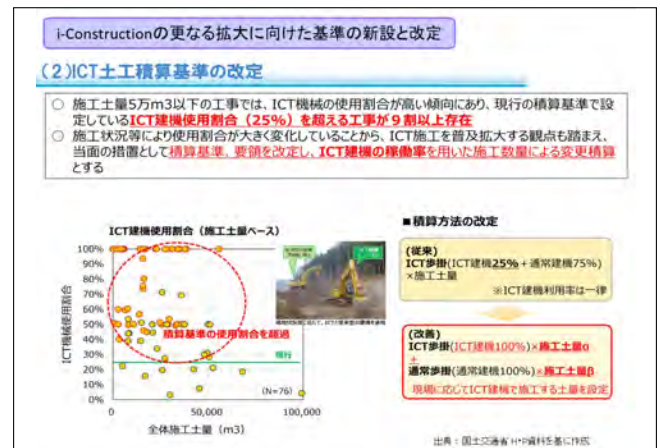 i-Constructionの更なる拡大に向けた基準の新設と改定
(2)ICT土工積算基準の改定
○ 施工土量5万m3以下の工事では、ICT機械の使用割合が高い傾向にあり、現行の積算基準で設
定しているICT建機使用割合（25%）を超える工事が９割以上存在
○ 施工状況等により使用割合が大きく変化していることから、ICT施工を普及拡大する観点も踏まえ、
当面の措置として積算基準、要領を改定し、ICT建機の稼働率を用いた施工数量による変更積算
とする
ICT建機使用割合（施工土量ベース）
ICT機械使用割合
100%
90%
80%
70%
60%
50%
40%
30%
20%
10%
0%
積算基準の使用割合を超過
現行
(N=76)
0
50,000
100,000
全体施工土量（m3）
■積算方法の改定
(従来)
ICT歩掛(ICT建機25%＋通常建機75%)
×施工土量
※ICT建機利用率は一律
(改善)
ICT歩掛(ICT建機100%)×施工土量α
＋
通常歩掛(通常建機100%)×施工土量β
現場に応じてICT建機で施工する土量を設定
出典：国土交通省 H・P資料を基に作成